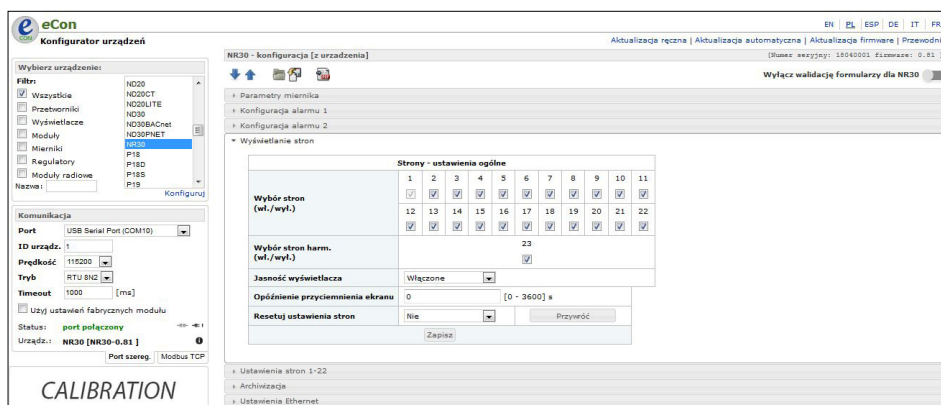 eCon
EN | PL | ESP | DE | IT | FR
CON
Konfigurator urządzeń
Aktualizacja ręczna | Aktualizacja automatyczna | Aktualizacja firmware | Przewodni
NR30 - konfiguracja [z urzadzenia]
[Numer seryjny: 18040001 firmware: 0.81 ]
Wybierz urządzenie:
Filtr:
Wszystkie
Przetworniki
Wyświetlacze
Moduły
Mierniki
Regulatory
Moduły radiowe
Nazwa:
ND20
ND20CT
ND20LITE
ND30
ND30BACnet
ND30PNET
NR30
P18
P18D
P18S
P19
Konfiguruj
Wyłącz walidację formularzy dla NR30
Parametry miernika
Konfiguracja alarmu 1
Konfiguracja alarmu 2
Wyświetlanie stron
Strony - ustawienia ogólne
Wybór stron
(wł./wył.)
1 2 3 4 5 6 7 8 9 10 11
12 13 14 15 16 17 18 19 20 21 22
Wybór stron harm.
(wł./wył.)
23
Jasność wyświetlacza Włączone
Opóźnienie przyciemnienia ekranu 0 [0 - 3600] s
Resetuj ustawienia stron Nie Przywróć
Zapisz
Ustawienia stron 1-22
Archiwizacja
Ustawienia Ethernet
Komunikacja
Port USB Serial Port (COM10)
ID urządz. 1
Prędkość 115200
Tryb RTU 8N2
Timeout 1000 [ms]
Użyj ustawień fabrycznych modułu
Status: port połączony
Urządz.: NR30 [NR30-0.81 ]
Port szereg. Modbus TCP
CALIBRATION